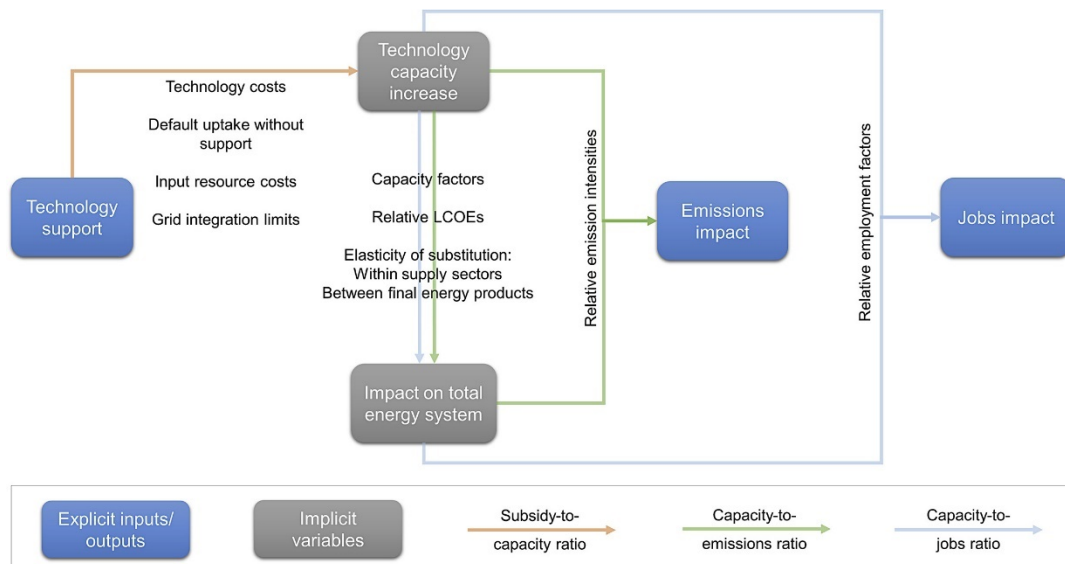 Technology
capacity
increase
Technology costs
Default uptake without
support
Input resource costs
Grid integration limits
Technology
support
Capacity factors
Relative LCOEs
Elasticity of substitution:
Within supply sectors
Between final energy products
Relative emission intensities
Emissions
impact
Relative employment factors
Jobs impact
Impact on total
energy system
Explicit inputs/
outputs
Implicit
variables
Subsidy-to-
capacity ratio
Capacity-to-
emissions ratio
Capacity-to-
jobs ratio